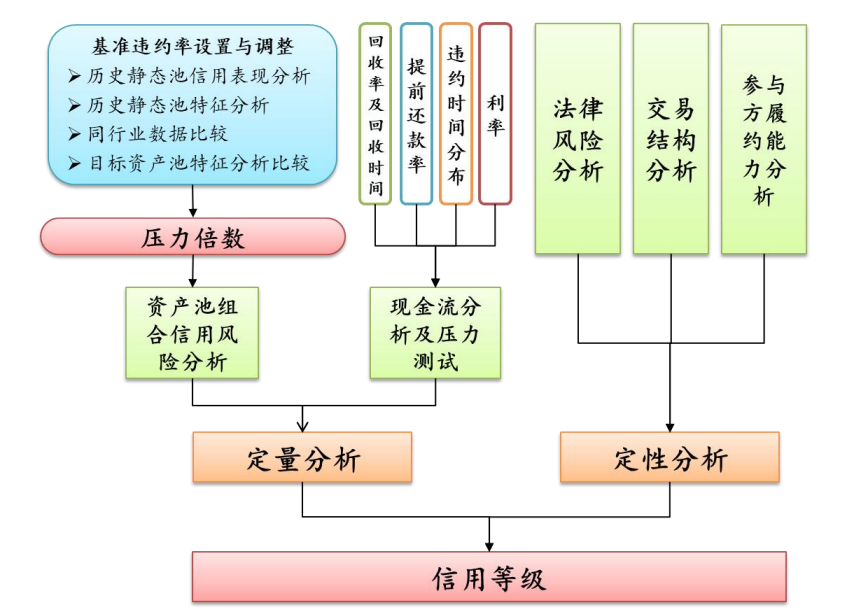 基准违约率设置与调整
➢历史静态池信用表现分析
➢历史静态池特征分析
➢同行业数据比较
➢目标资产池特征分析比较
回收率及回收时间
提前还款率
违约时间分布
利率
法律
风险
分析
交易
结构
分析
参与
方履
约能
力分
析
压力倍数
资产池组
合信用风
险分析
现金流分
析及压力
测试
定量分析
定性分析
信用等级